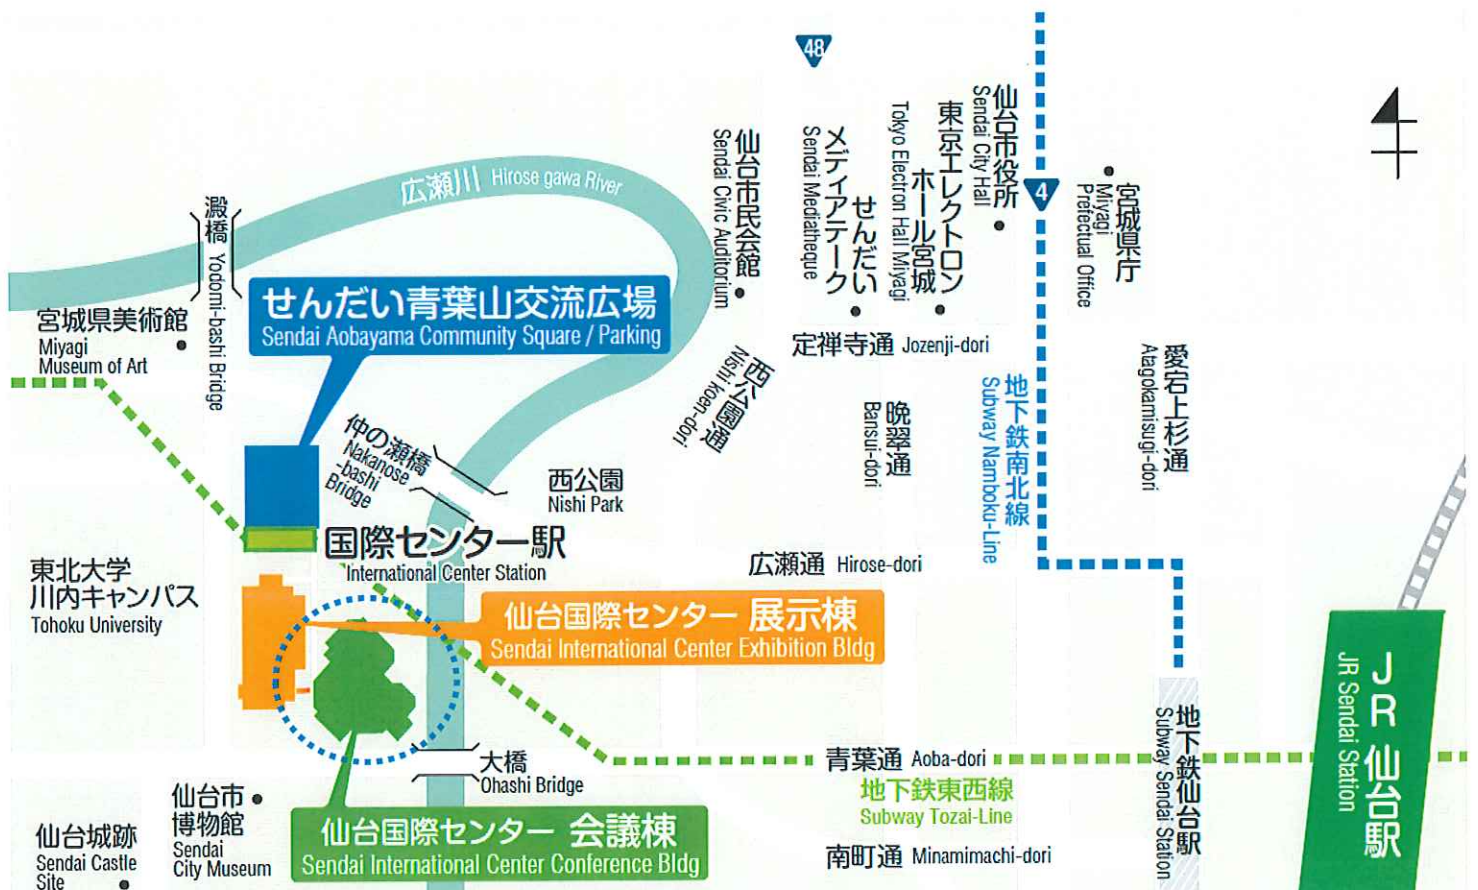 48
仙台市役所
Sendai City Hall
東京エレクトロン
ホール宮城
Tokyo Electron Hall Miyagi
せんだい
メディアテーク
Sendai Mediatheque
仙台市民会館
Sendai Civic Auditorium
4
宮城県庁
Miyagi
Prefectual Office
広瀬川 Hirose gawa River
澱橋 Yodomi-bashi Bridge
せんだい青葉山交流広場
Sendai Aobayama Community Square / Parking
宮城県美術館
Miyagi
Museum of Art
定禅寺通 Jozenji-dori
西公園通
Nishi koen-dori
晩翠通
Bansui-dori
地下鉄南北線
Subway Namboku-Line
愛宕上杉通
Atagokamisugi-dori
仲の瀬橋
Nakanose
-bashi
Bridge
西公園
Nishi Park
国際センター駅
International Center Station
広瀬通 Hirose-dori
東北大学
川内キャンパス
Tohoku University
仙台国際センター 展示棟
Sendai International Center Exhibition Bldg
JR仙台駅
JR Sendai Station
地下鉄仙台駅
Subway Sendai Station
大橋
Ohashi Bridge
青葉通 Aoba-dori
地下鉄東西線
Subway Tozai-Line
仙台市
博物館
Sendai
City Museum
仙台城跡
Sendai Castle
Site
仙台国際センター 会議棟
Sendai International Center Conference Bldg
南町通 Minamimachi-dori